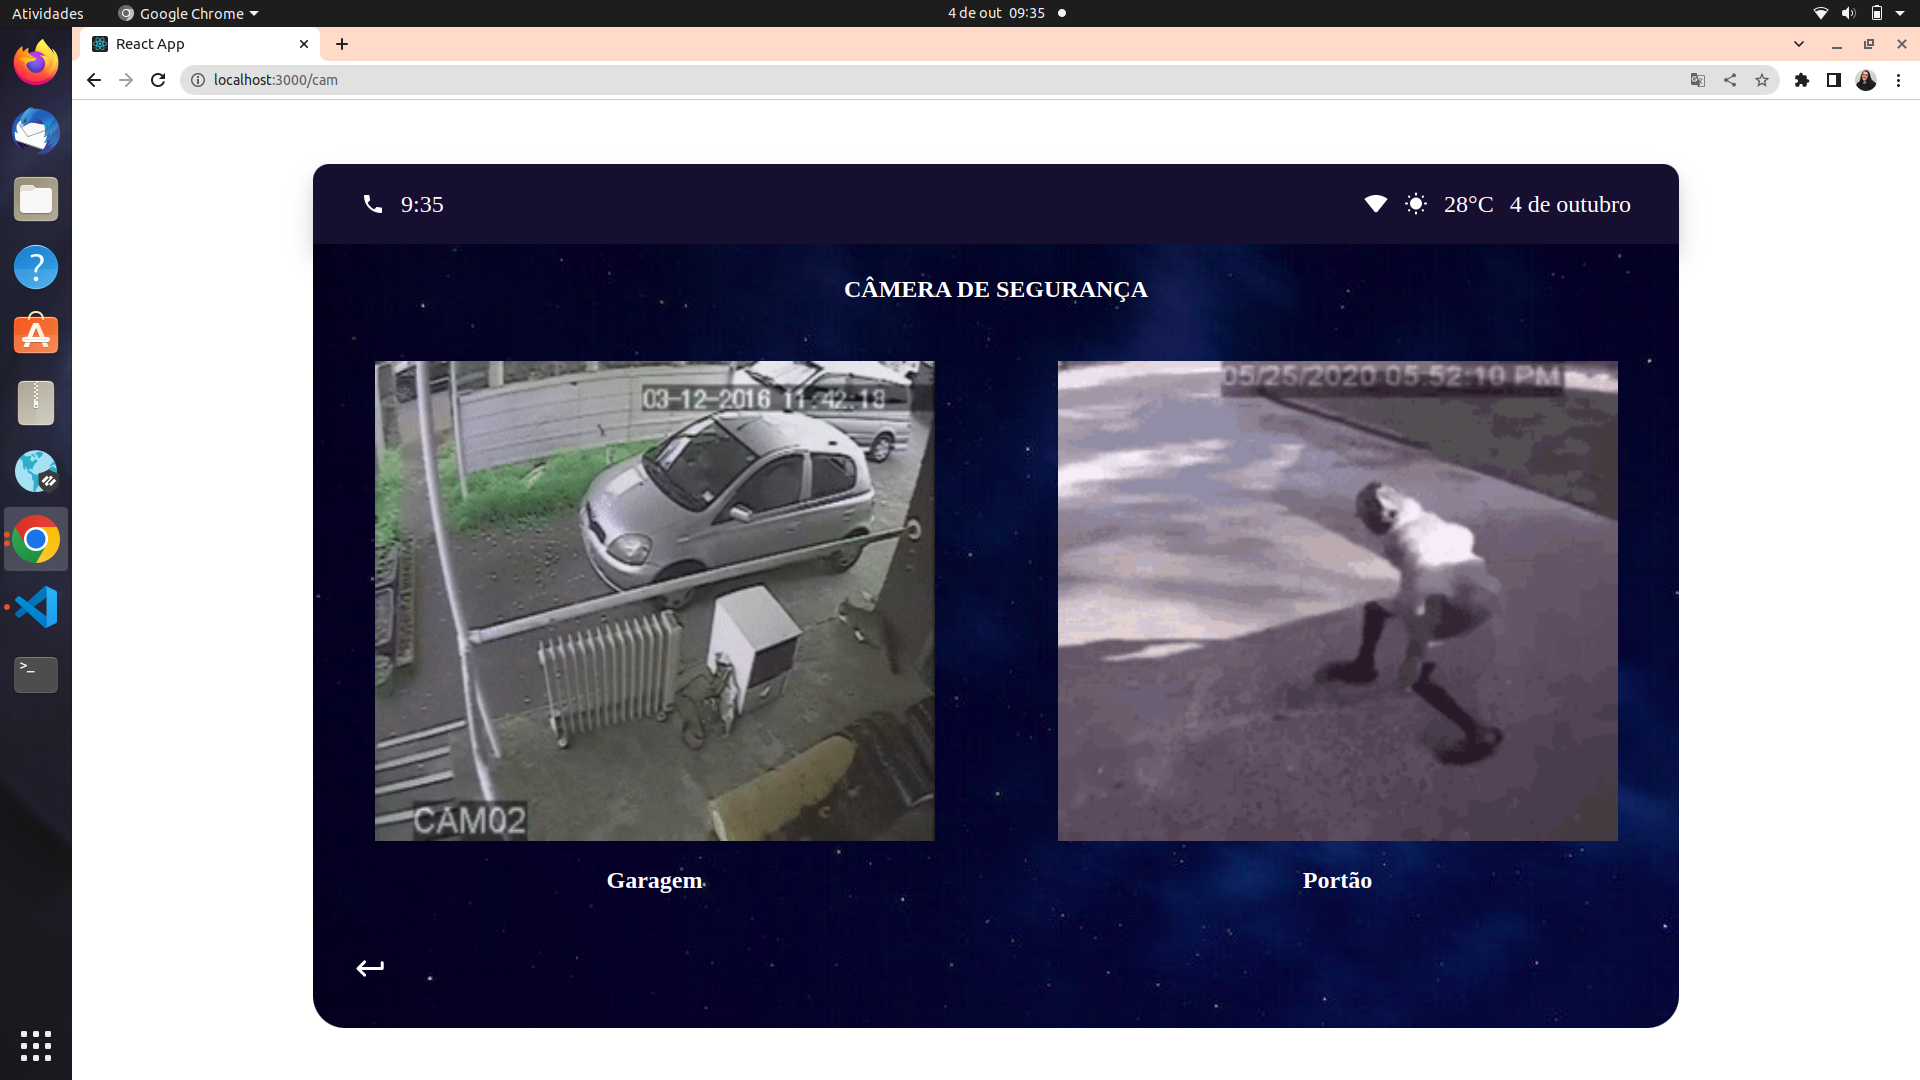 Atividades
Google Chrome
4 de out 09:35
React App
localhost:3000/cam
9:35
28°C 4 de outubro
CÂMERA DE SEGURANÇA
03-12-2016 11:42:13
05/25/2020 05:52:10 PM
CAM02
Garagem
Portão